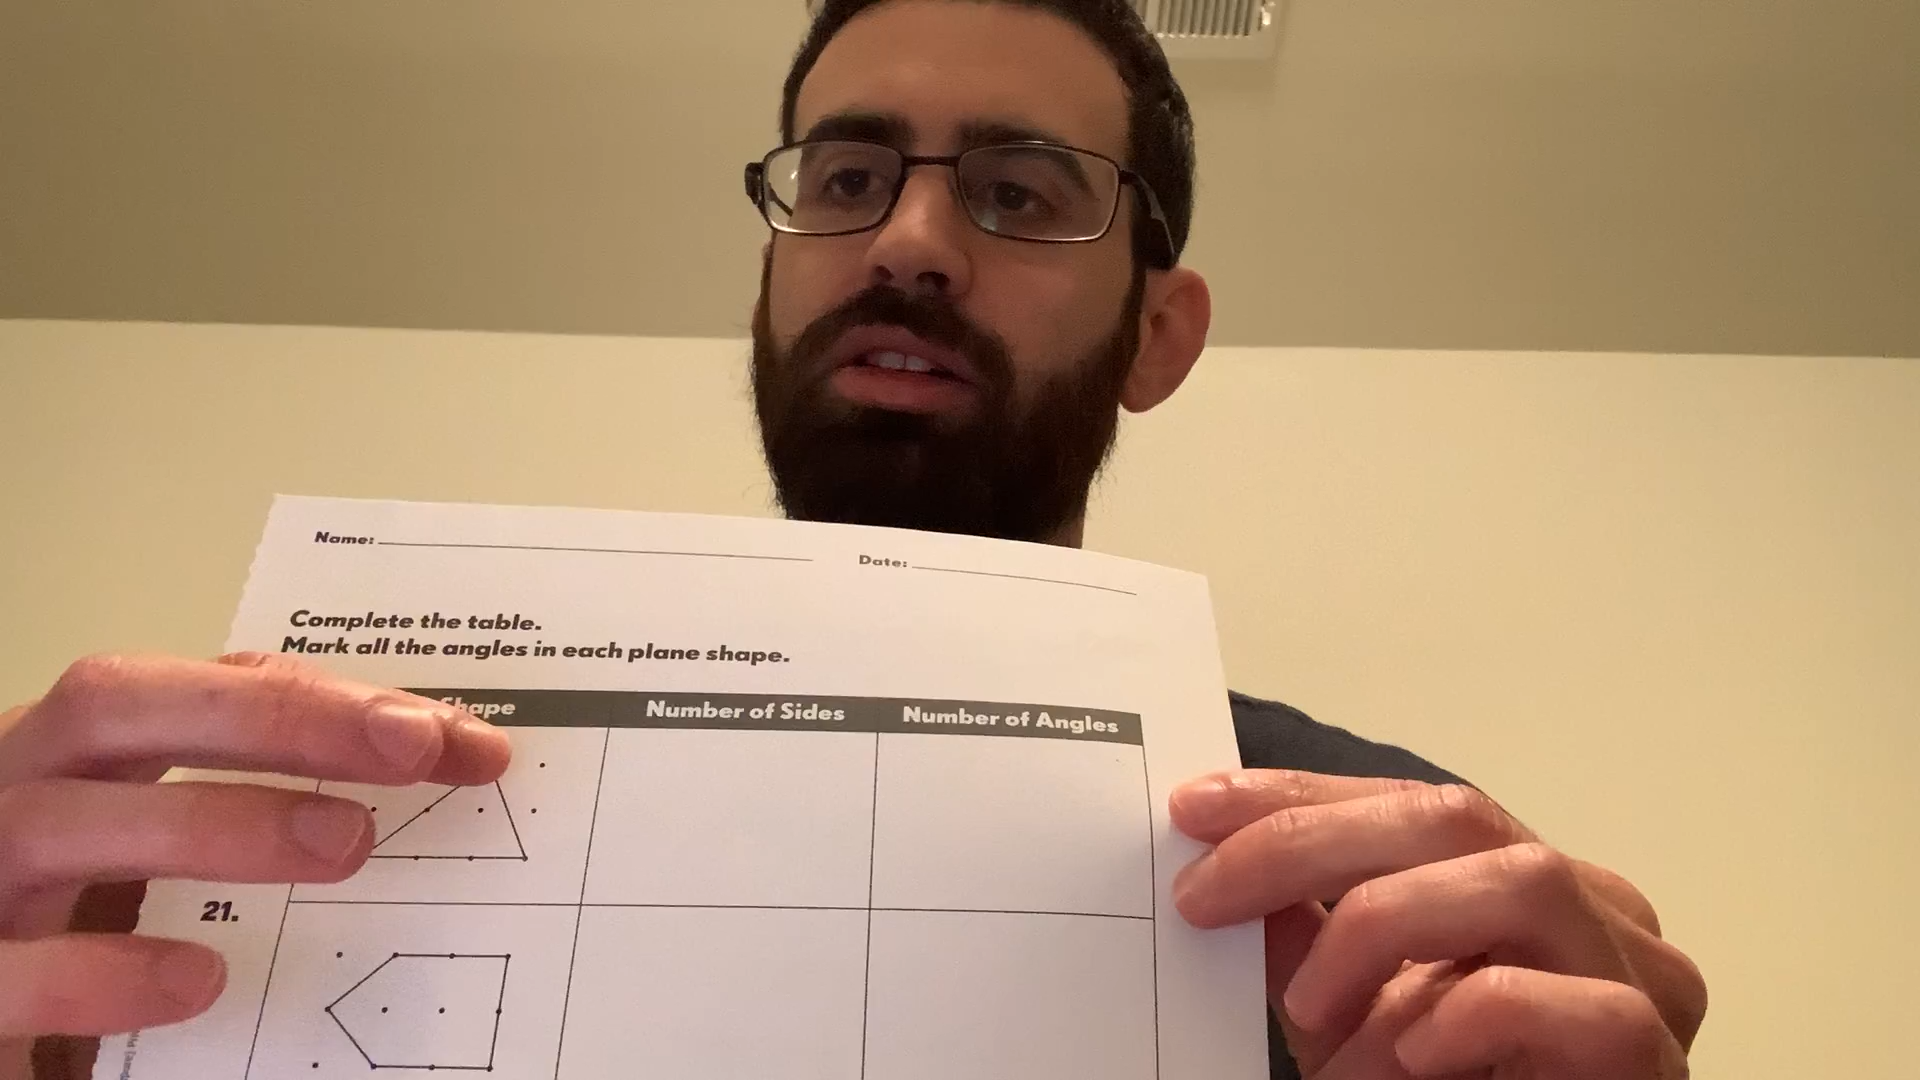 Name:
Date:
Complete the table.
Mark all the angles in each plane shape.
Shape Number of Sides Number of Angles
21.